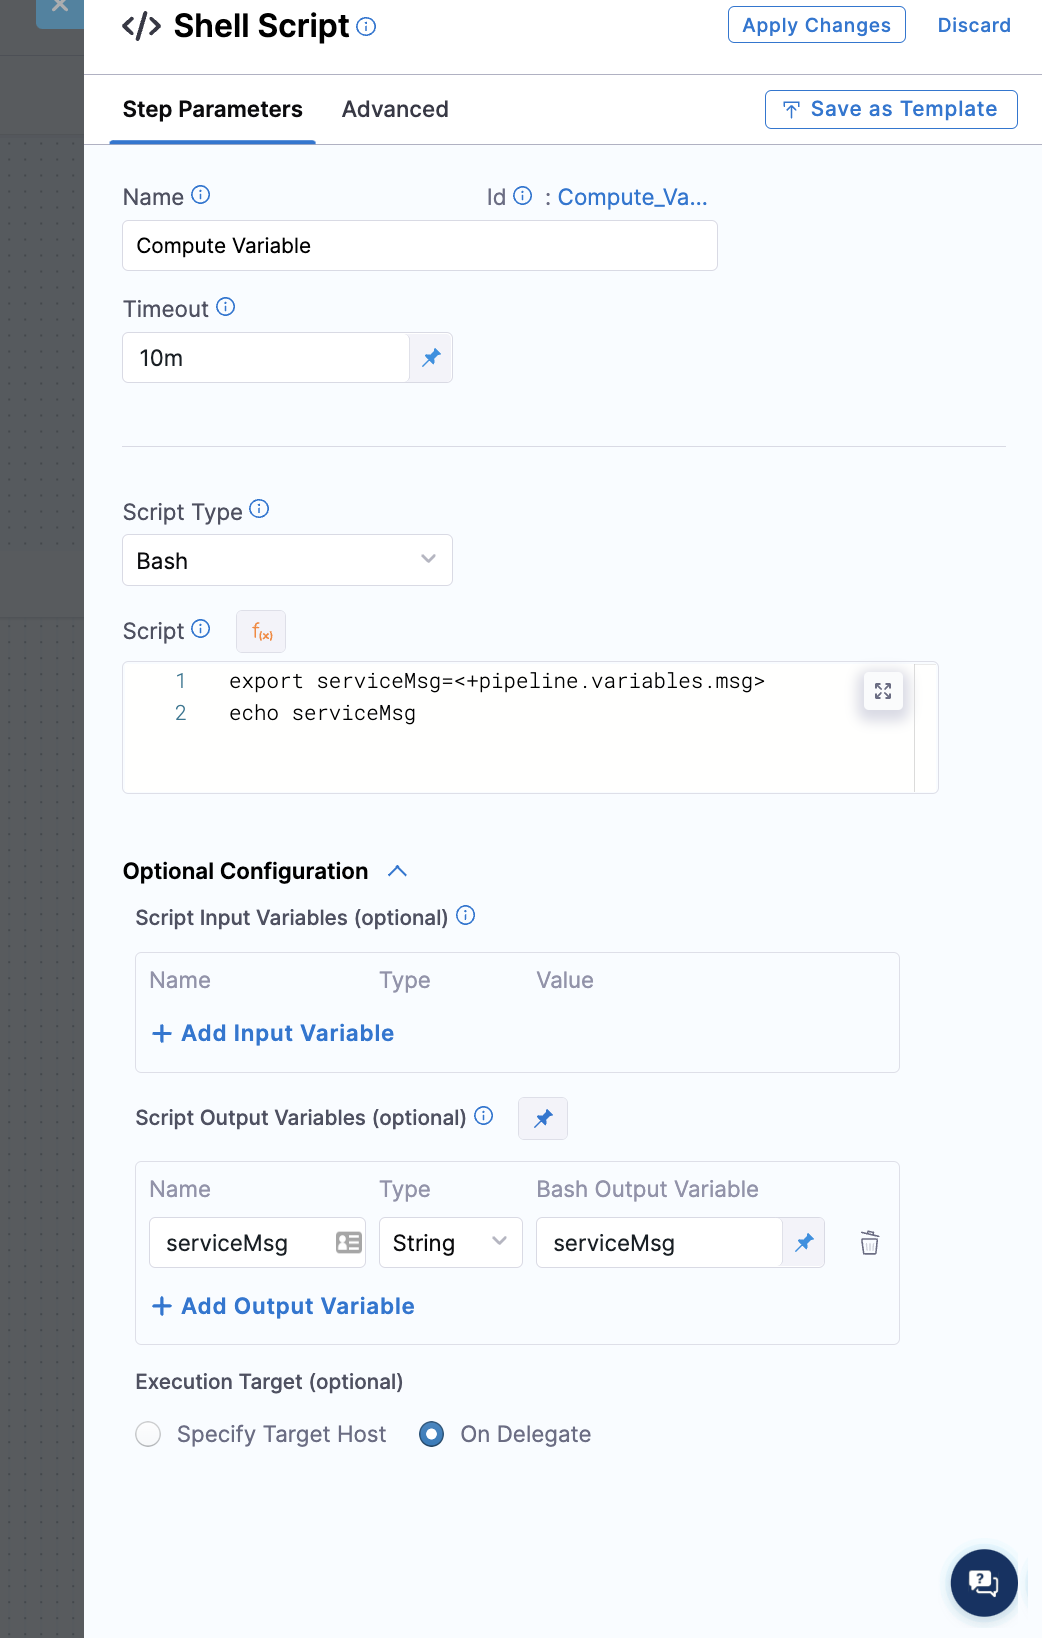 </> Shell Script
Apply Changes
Discard
Step Parameters
Advanced
Save as Template
Name
Id : Compute_Va...
Compute Variable
Timeout
10m
Script Type
Bash
Script
f(x)
1 export serviceMsg=<+pipeline.variables.msg>
2 echo serviceMsg
Optional Configuration
Script Input Variables (optional)
Name Type Value
+ Add Input Variable
Script Output Variables (optional)
Name Type Bash Output Variable
serviceMsg String serviceMsg
+ Add Output Variable
Execution Target (optional)
Specify Target Host On Delegate